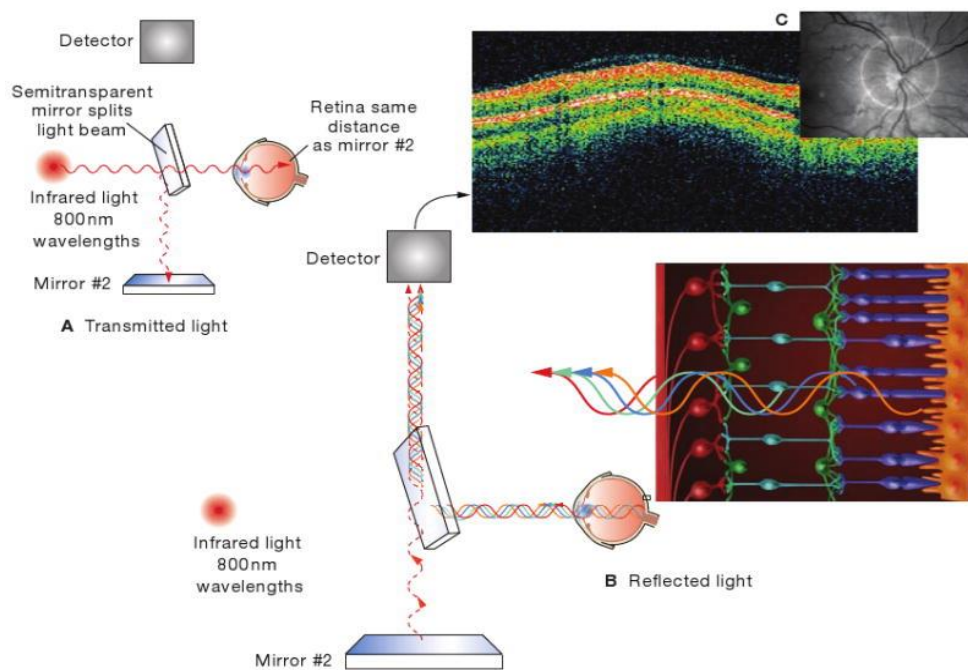 Detector
Semitransparent
mirror splits
light beam
Retina same
distance
as mirror #2
Infrared light
800nm
wavelengths
Mirror #2
A Transmitted light
C
Detector
Infrared light
800nm
wavelengths
B Reflected light
Mirror #2